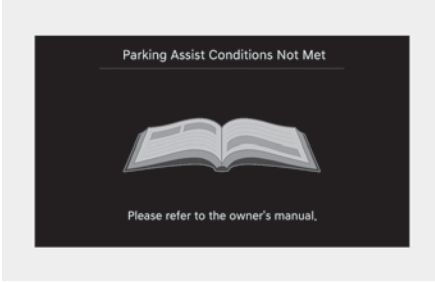 Parking Assist Conditions Not Met
Please refer to the owner's manual.